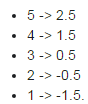 • 5 -> 2.5
• 4 -> 1.5
• 3 -> 0.5
• 2 -> -0.5
• 1 -> -1.5.